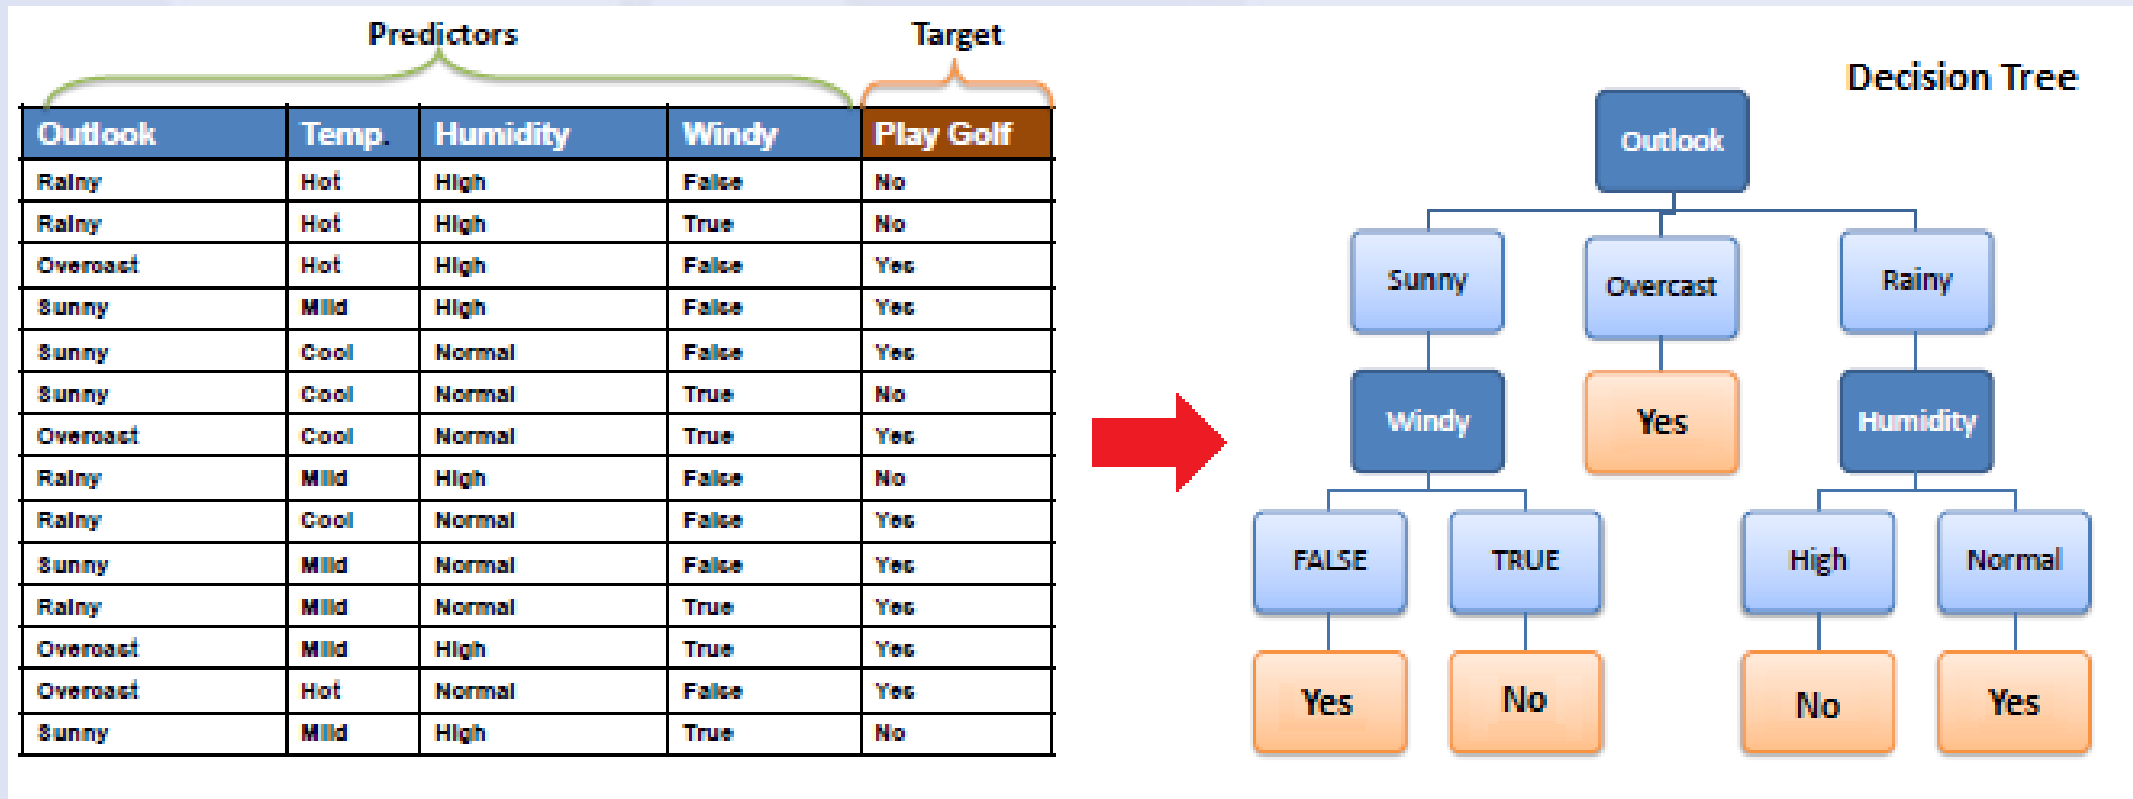 Predictors
Target
Outlook Temp. Humidity Windy Play Golf
Rainy Hot High False No
Rainy Hot High True No
Overcast Hot High False Yes
Sunny Mild High False Yes
Sunny Cool Normal False Yes
Sunny Cool Normal True No
Overcast Cool Normal True Yes
Rainy Mild High False No
Rainy Cool Normal False Yes
Sunny Mild Normal False Yes
Rainy Mild Normal True Yes
Overcast Mild High True Yes
Overcast Hot Normal False Yes
Sunny Mild High True No
Decision Tree
Outlook
Sunny Overcast Rainy
Windy Yes Humidity
FALSE TRUE High Normal
Yes No No Yes